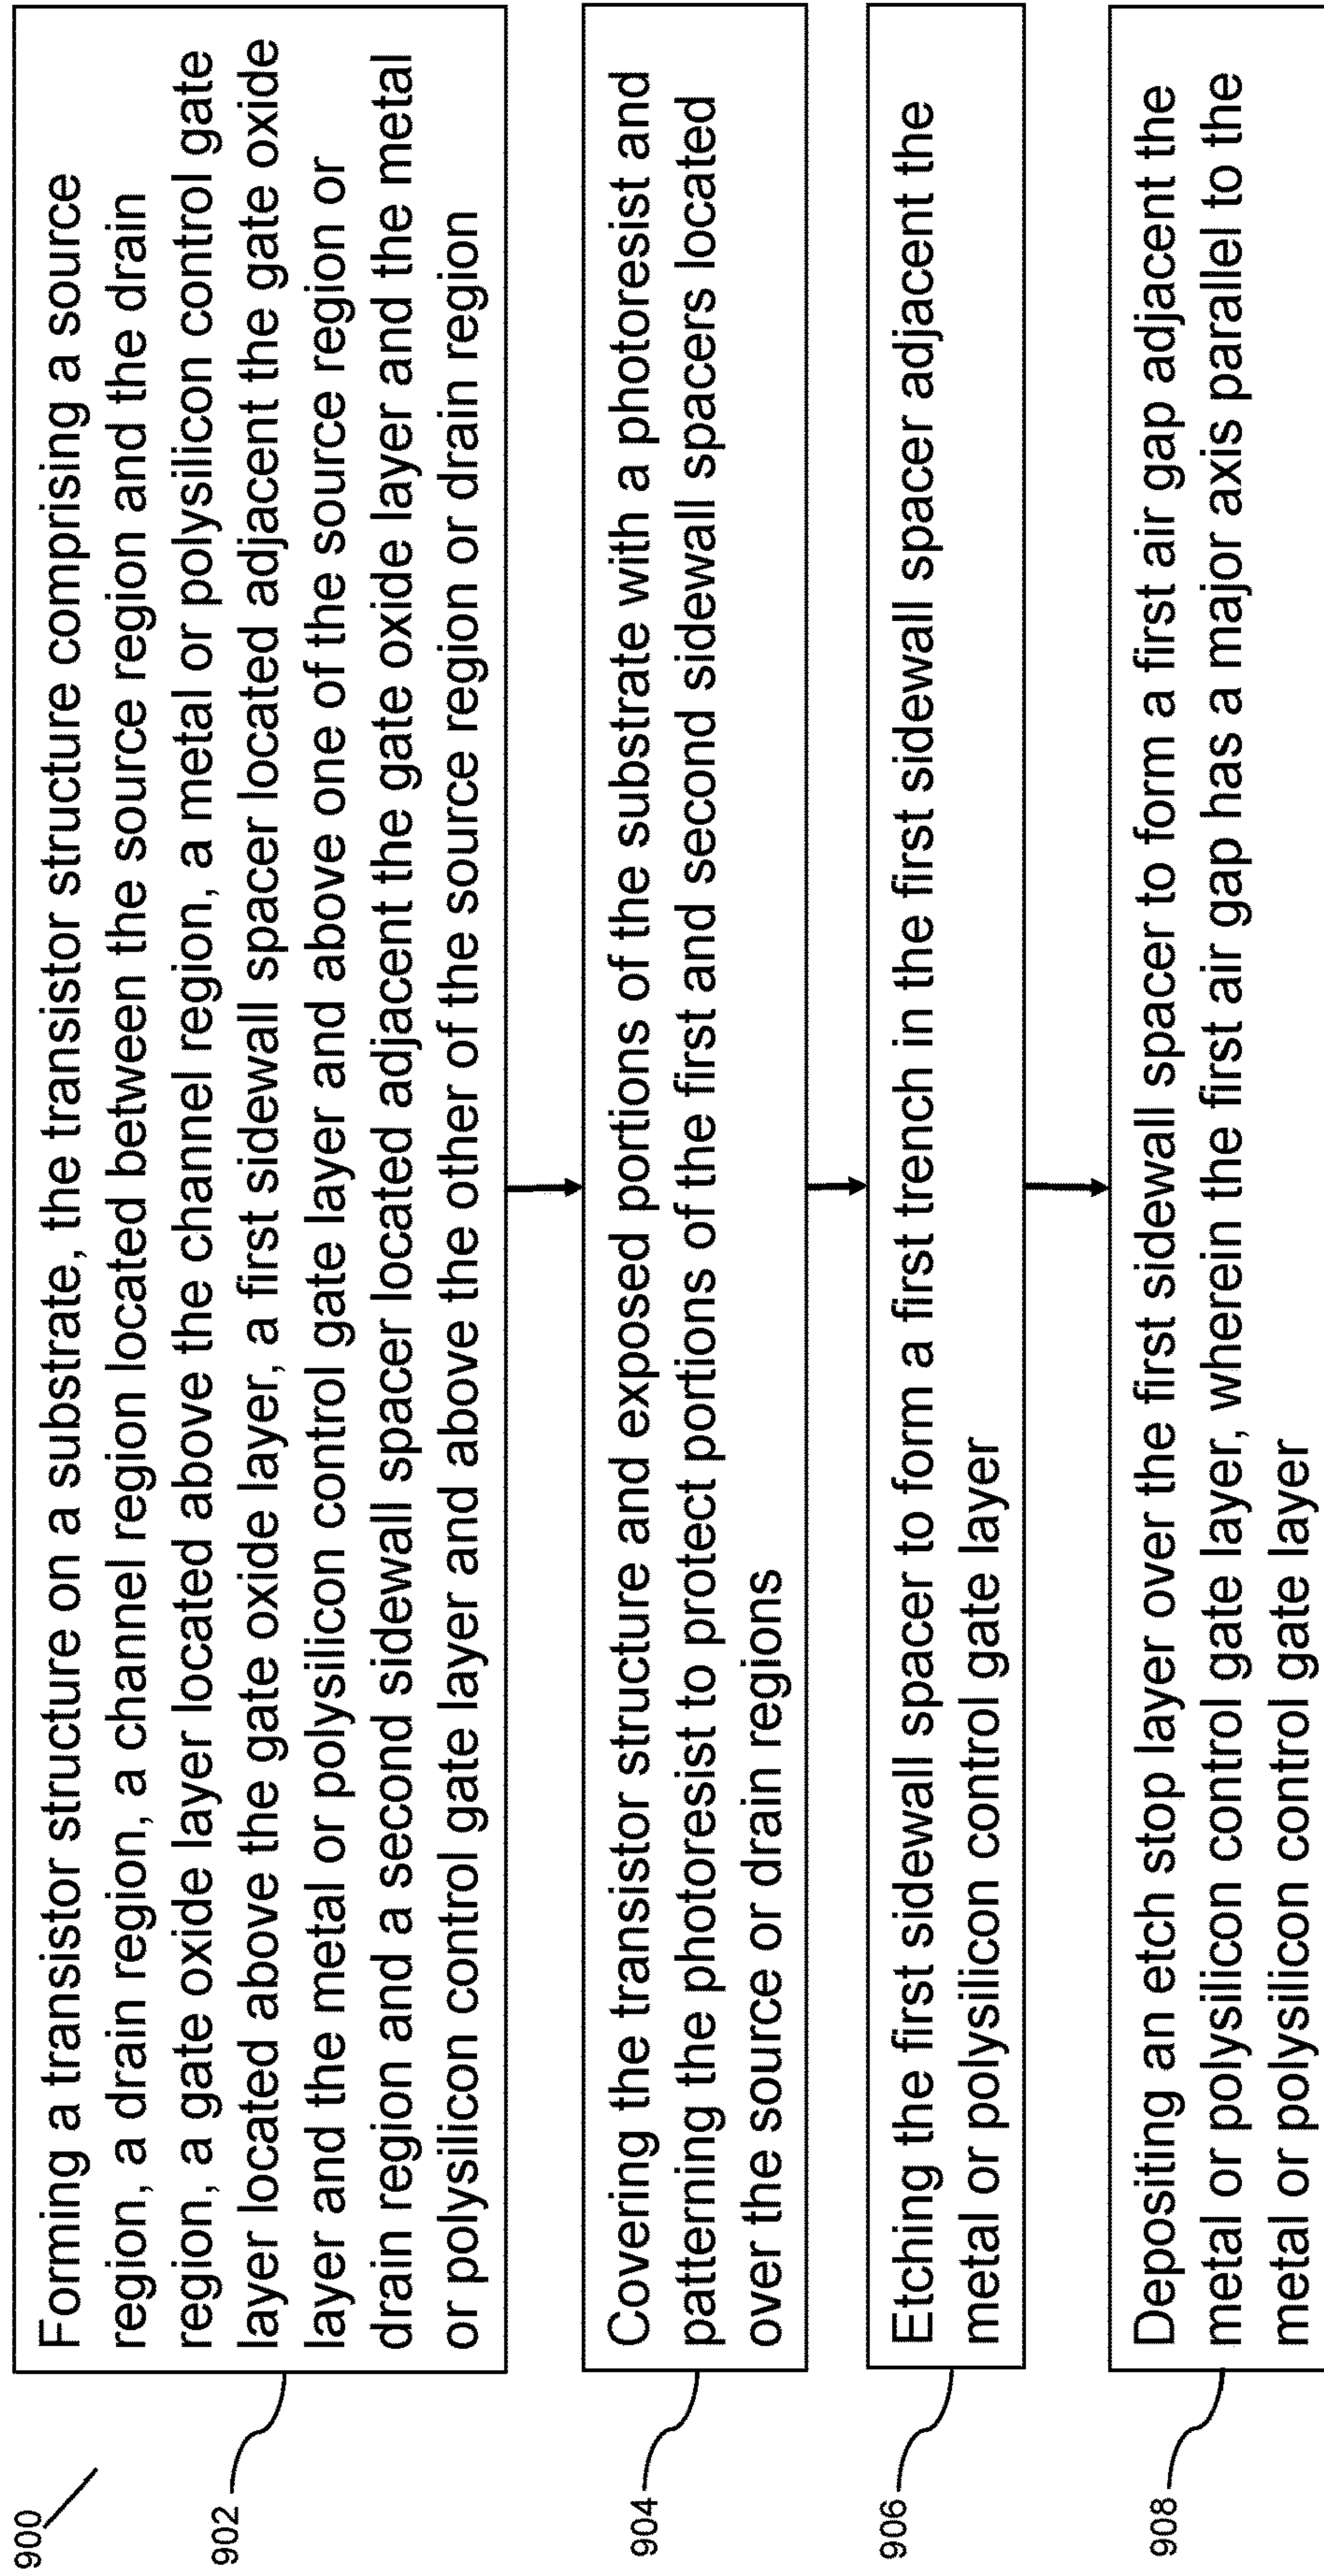 900
902
Forming a transistor structure on a substrate, the transistor structure comprising a source
region, a drain region, a channel region located between the source region and the drain
region, a gate oxide layer located above the channel region, a metal or polysilicon control gate
layer located above the gate oxide layer, a first sidewall spacer located adjacent the gate oxide
layer and the metal or polysilicon control gate layer and above one of the source region or
drain region and a second sidewall spacer located adjacent the gate oxide layer and the metal
or polysilicon control gate layer and above the other of the source region or drain region
904
Covering the transistor structure and exposed portions of the substrate with a photoresist and
patterning the photoresist to protect portions of the first and second sidewall spacers located
over the source or drain regions
906
Etching the first sidewall spacer to form a first trench in the first sidewall spacer adjacent the
metal or polysilicon control gate layer
908
Depositing an etch stop layer over the first sidewall spacer to form a first air gap adjacent the
metal or polysilicon control gate layer, wherein the first air gap has a major axis parallel to the
metal or polysilicon control gate layer